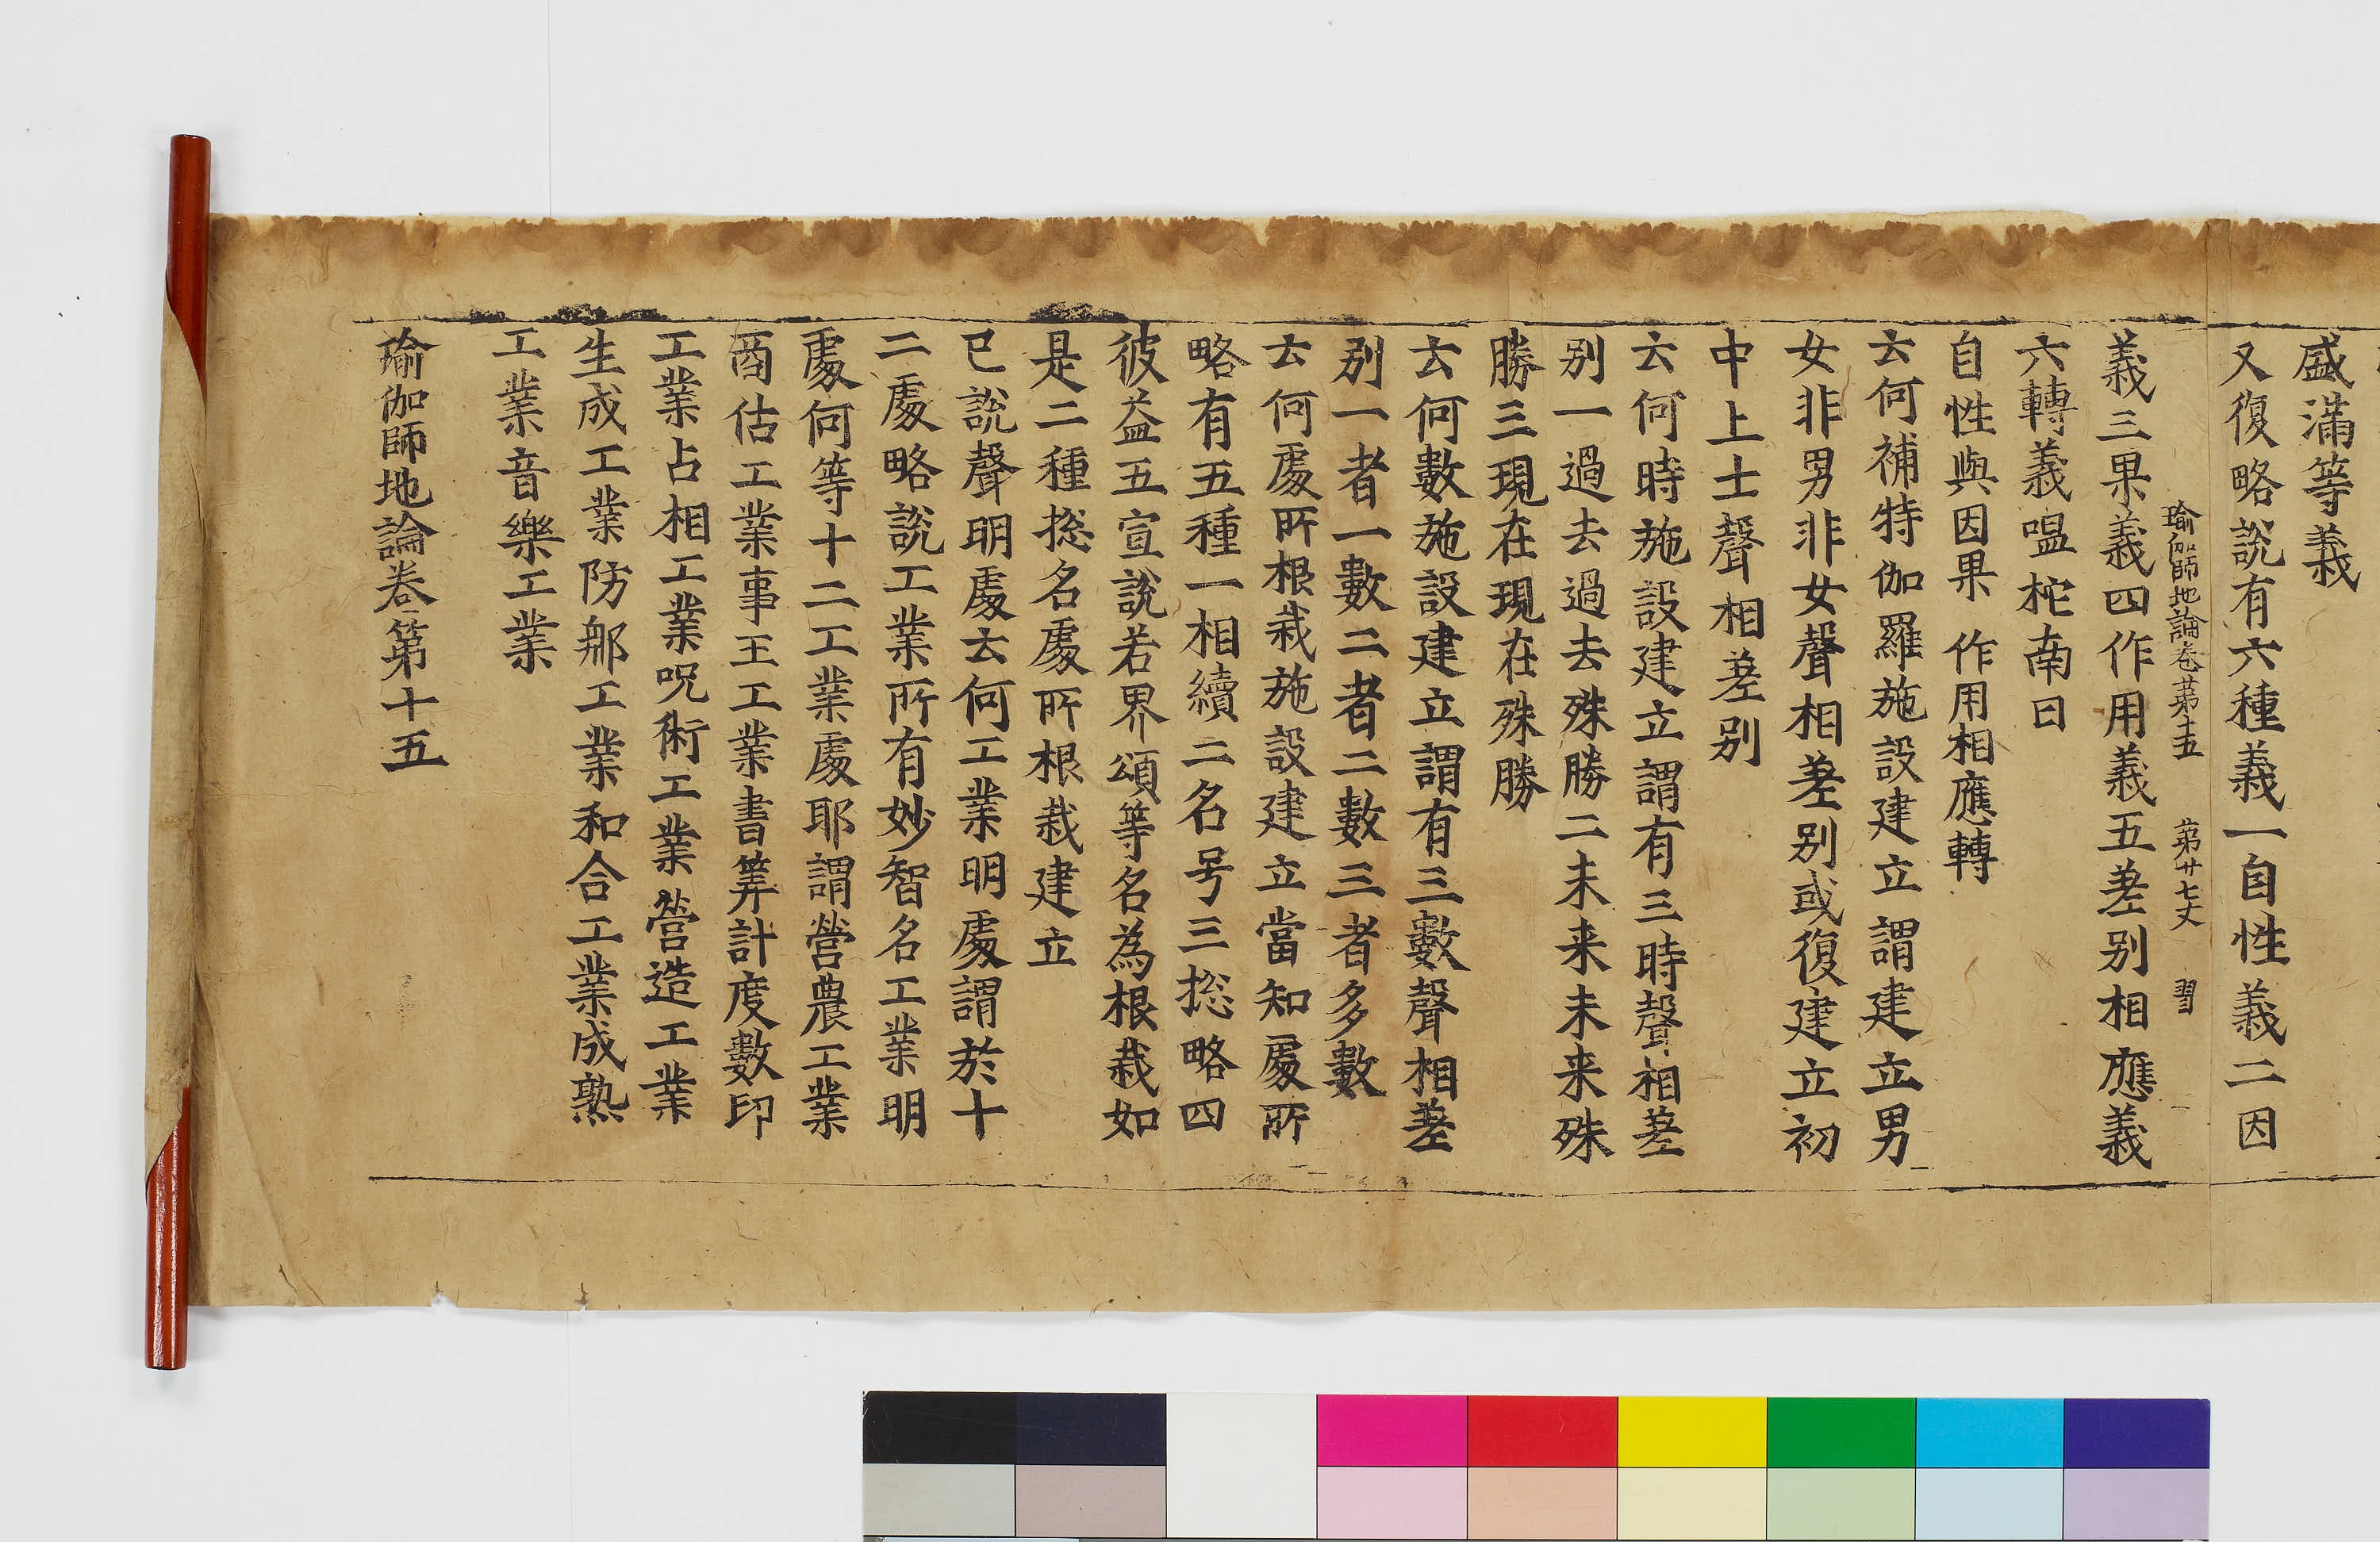 盛滿等義
又復略說有六種義一自性義二因
瑜伽師地論卷苐十五 苐廿七丈 習
義三果義四作用義五差别相應義
六轉義嗢柁南曰
自性與因果 作用相應轉
云何補特伽羅施設建立謂建立男
女非男非女聲相差别或復建立初
中上士聲相差别
云何時施設建立謂有三時聲相差
别一過去過去殊勝二未来未来殊
勝三現在現在殊勝
云何數施設建立謂有三數聲相差
别一者一數二者二數三者多數
云何處所根栽施設建立當知處所
略有五種一相續二名号三捴略四
彼益五宣說若界頌等名為根栽如
是二種捴名處所根栽建立
已說聲明處云何工業明處謂於十
二處略說工業所有妙智名工業明
處何等十二工業處耶謂營農工業
商估工業事王工業書筭計度數印
工業占相工業呪術工業營造工業
生成工業防那工業和合工業成熟
工業音樂工業
瑜伽師地論卷第十五